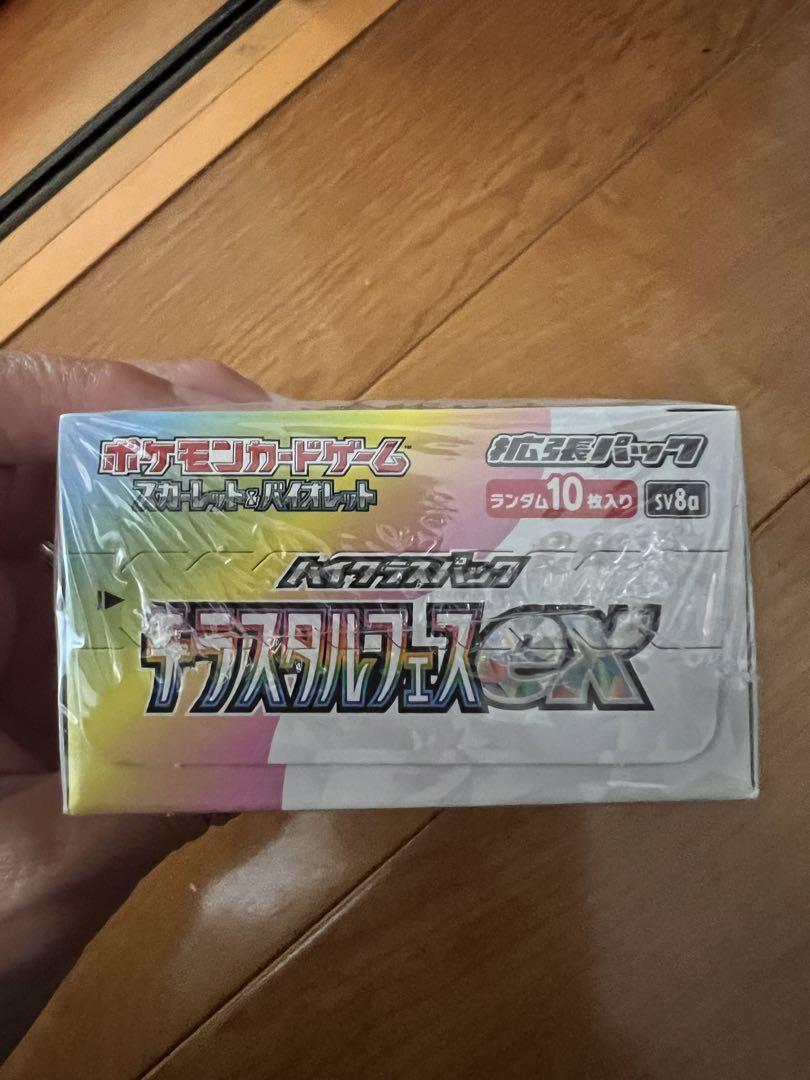 ポケモンカードゲーム™
スカーレット&バイオレット
拡張パック
ランダム10枚入り
SV8a
ハイクラスパック
テラスタルフェスex